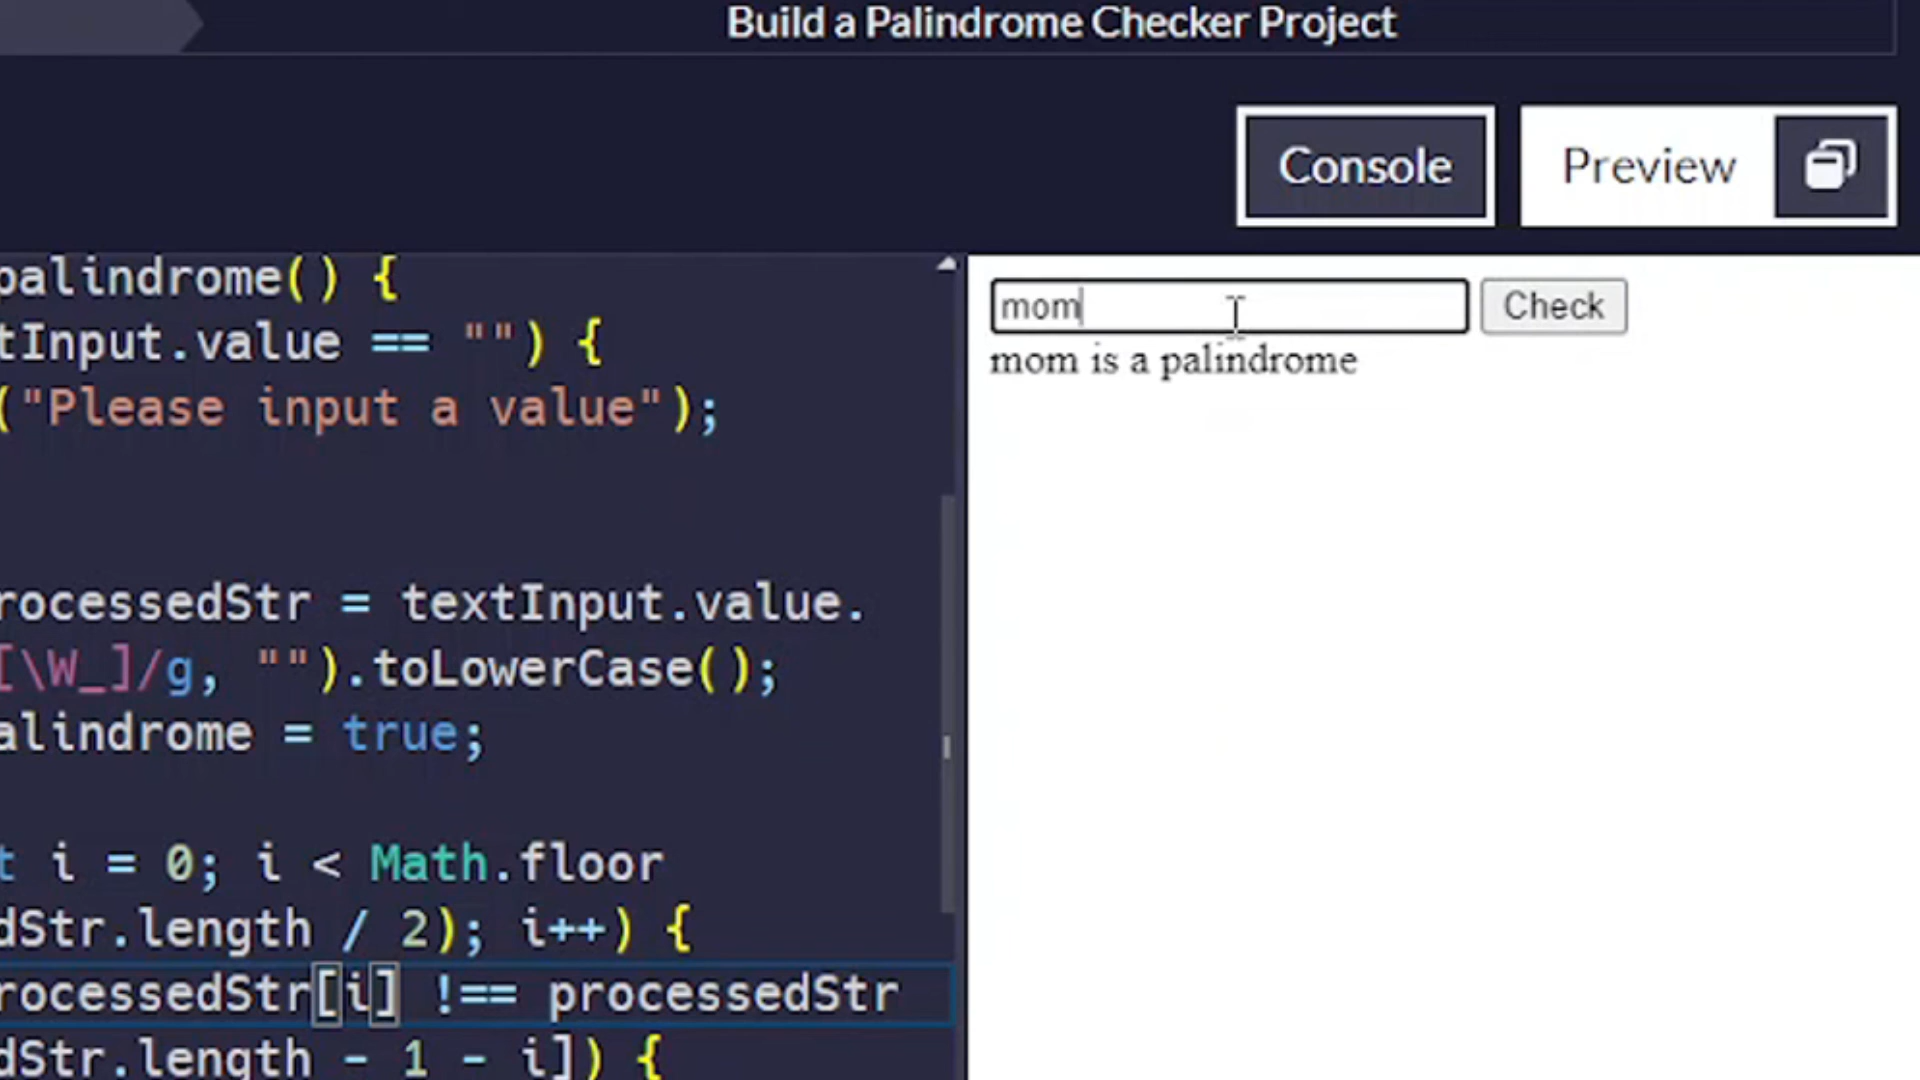 Build a Palindrome Checker Project
Console
Preview
palindrome() {
tInput.value == "") {
("Please input a value");
rocessedStr = textInput.value.
[\W_]/g, "").toLowerCase();
alindrome = true;
t i = 0; i < Math.floor
dStr.length / 2); i++) {
rocessedStr[i] !== processedStr
dStr.length - 1 - i]) {
mom
Check
mom is a palindrome